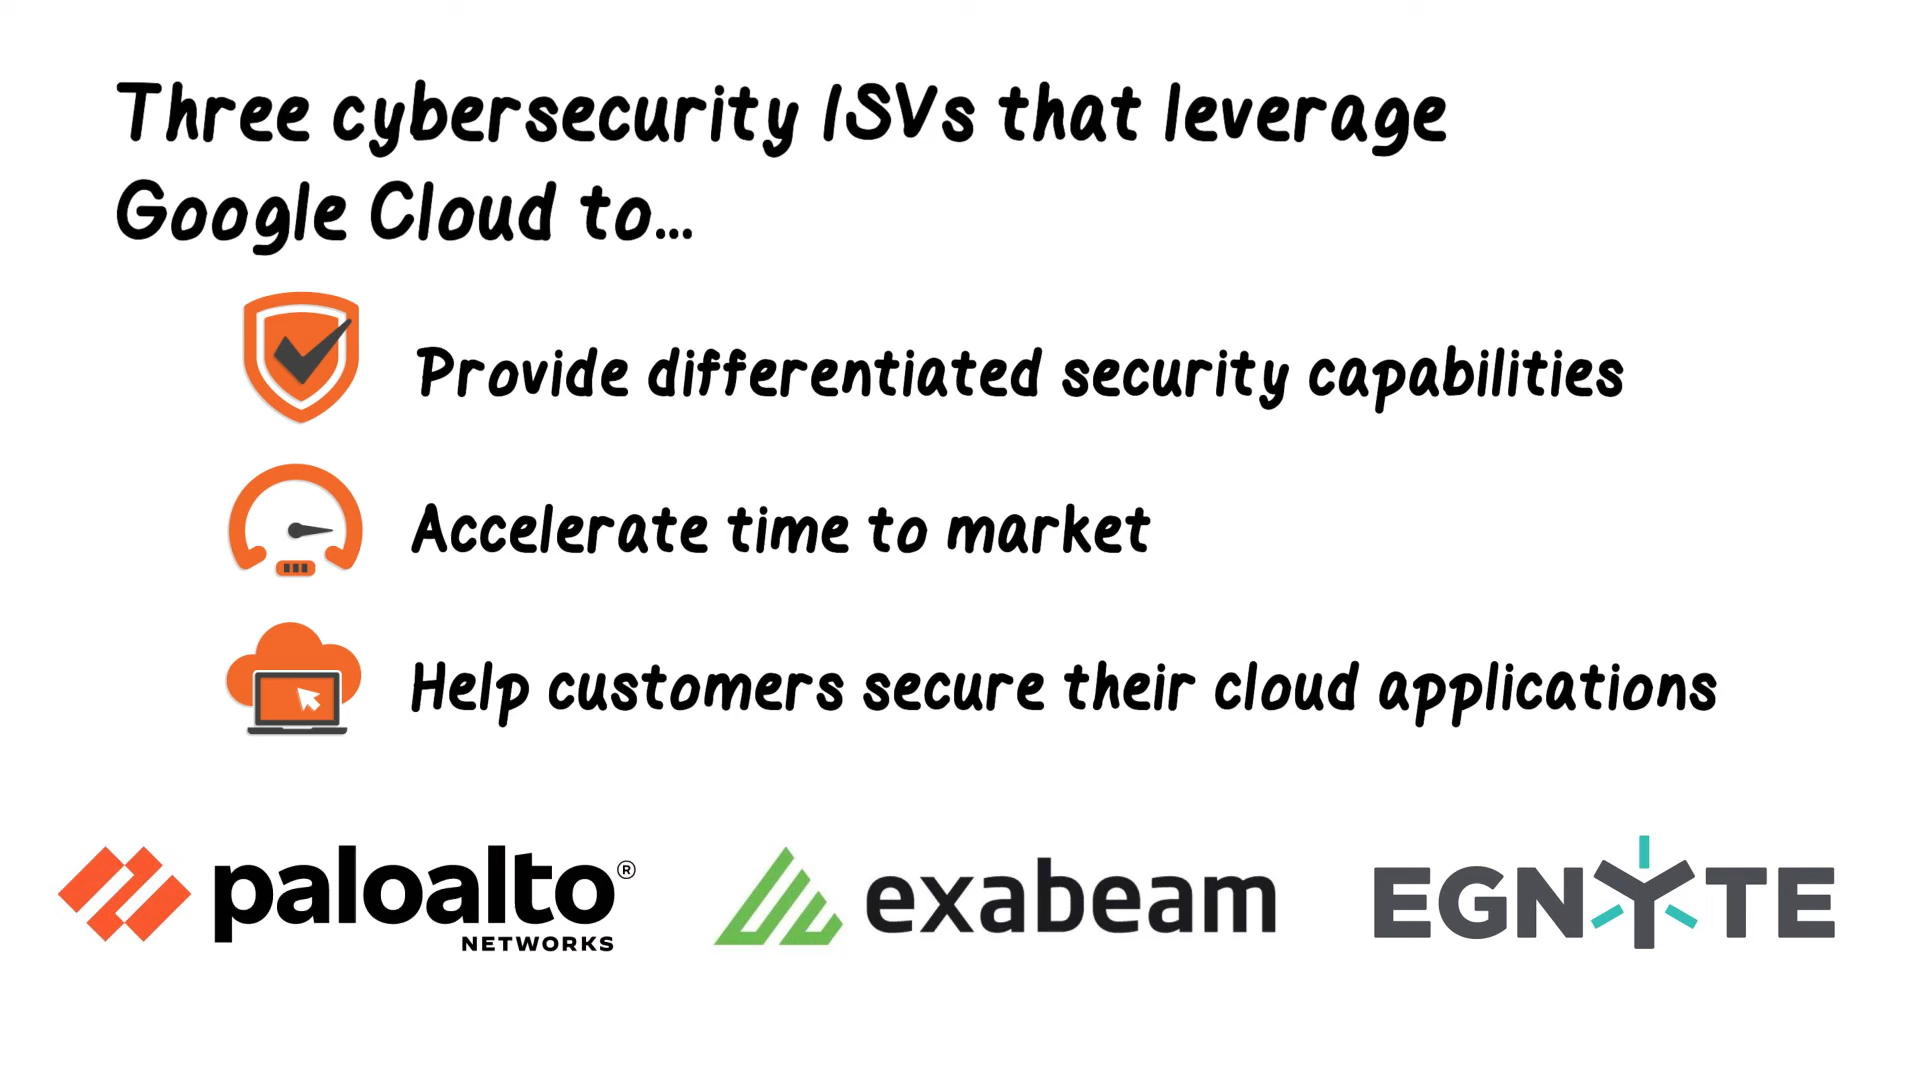 Three cybersecurity ISVs that leverage
Google Cloud to...
Provide differentiated security capabilities
Accelerate time to market
Help customers secure their cloud applications
paloalto®
NETWORKS
exabeam
EGNYTE